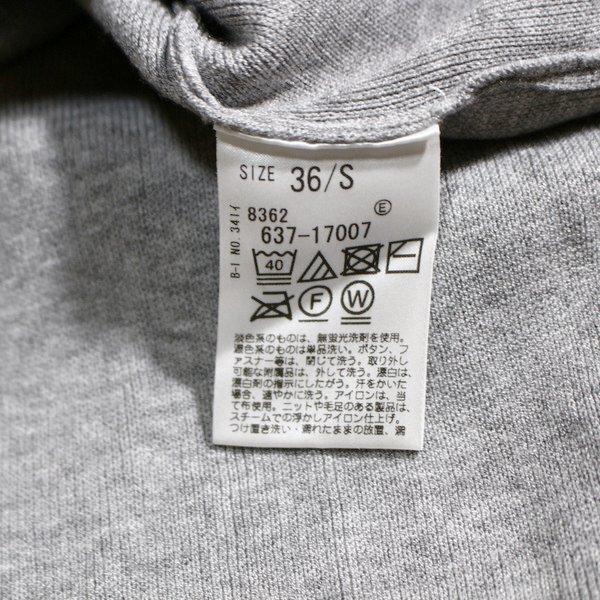 SIZE 36/S
8362 Ⓔ
637-17007
B-I NO. 341イ
40
F W
淡色系のものは、無蛍光洗剤を使用。
濃色系のものは単品洗い。ボタン、フ
ァスナー等は、閉じて洗う。取り外し
可能な附属品は、外して洗う。漂白は、
漂白剤の指示にしたがう。汗をかいた
場合、速やかに洗う。アイロンは、当
て布使用。ニットや毛足のある製品は、
スチームでの浮かしアイロン仕上げ。
つけ置き洗い・濡れたままの放置、濡